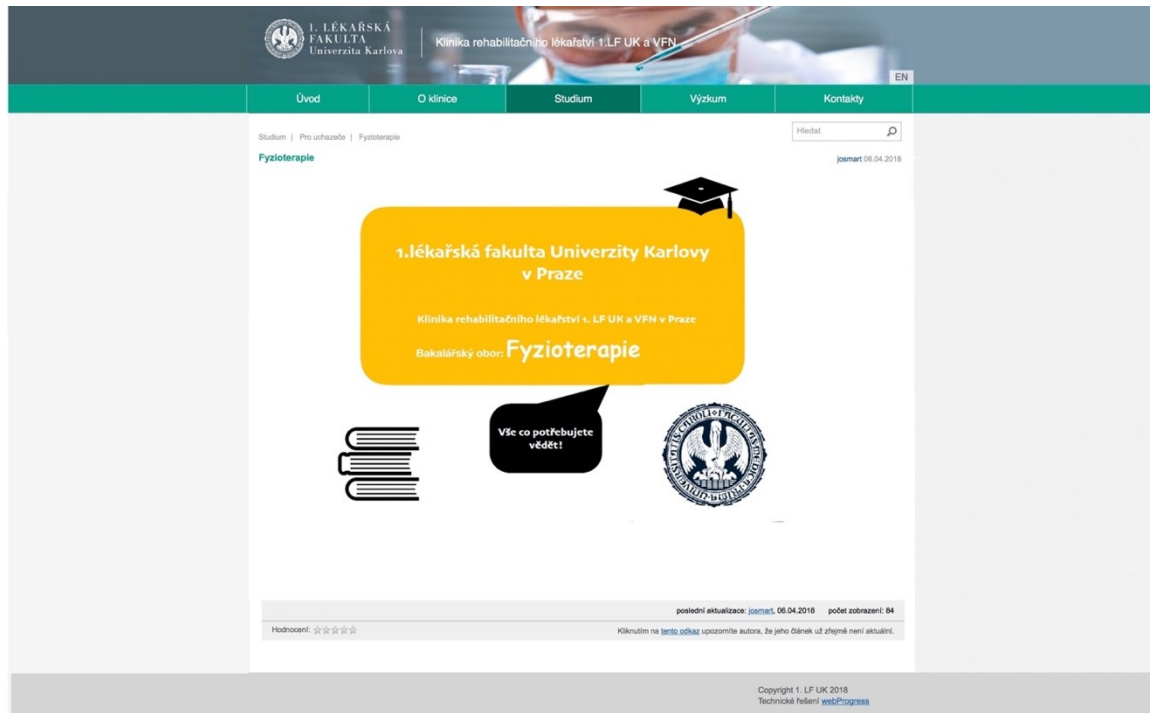 1. LÉKAŘSKÁ
FAKULTA
Univerzita Karlova
Klinika rehabilitačního lékařství 1.LF UK a VFN
EN
Úvod
O klinice
Studium
Výzkum
Kontakty
Studium | Pro uchazeče | Fyzioterapie
Hledat
Fyzioterapie
josmart 06.04.2018
1.lékařská fakulta Univerzity Karlovy
v Praze
Klinika rehabilitačního lékařství 1. LF UK a VFN v Praze
Bakalářský obor: Fyzioterapie
Vše co potřebujete
vědět!
poslední aktualizace: josmart, 06.04.2018 počet zobrazení: 84
Hodnocení:
Kliknutím na tento odkaz upozorníte autora, že jeho článek už zřejmě není aktuální.
Copyright 1. LF UK 2018
Technické řešení webProgress